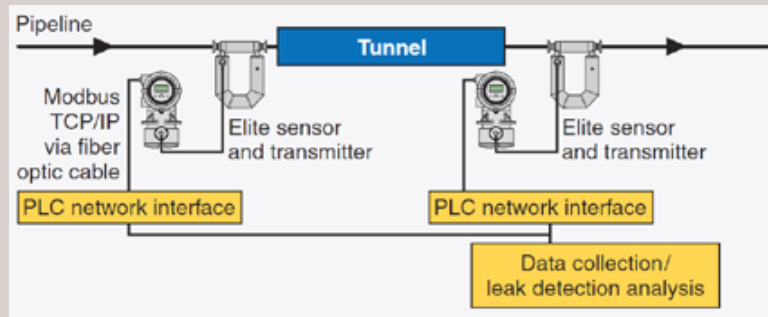 Pipeline
Tunnel
Modbus
TCP/IP
via fiber
optic cable
Elite sensor
and transmitter
Elite sensor
and transmitter
PLC network interface
PLC network interface
Data collection/
leak detection analysis